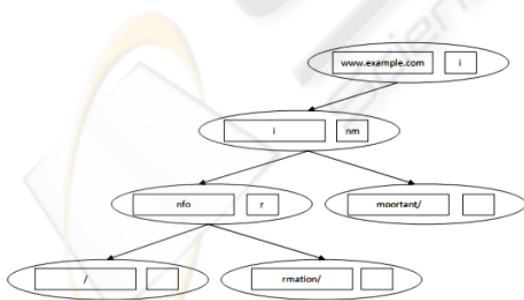 www.example.com i
i nm
nfo r
mportant/
/
rmation/